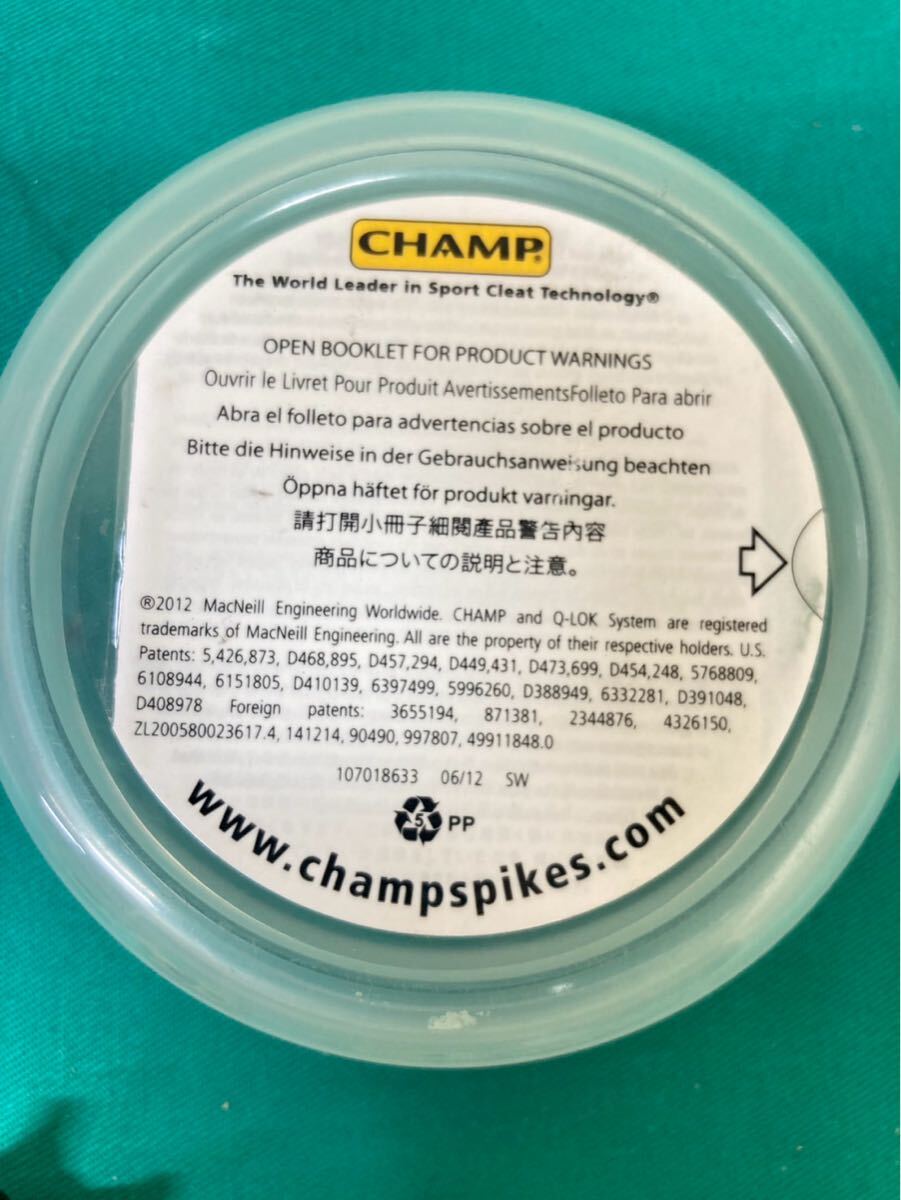 CHAMP
The World Leader in Sport Cleat Technology®
OPEN BOOKLET FOR PRODUCT WARNINGS
Ouvrir le Livret Pour Produit AvertissementsFolleto Para abrir
Abra el folleto para advertencias sobre el producto
Bitte die Hinweise in der Gebrauchsanweisung beachten
Öppna häftet för produkt varningar.
請打開小冊子細閱產品警告內容
商品についての説明と注意。
®2012 MacNeill Engineering Worldwide. CHAMP and Q-LOK System are registered
trademarks of MacNeill Engineering. All are the property of their respective holders. U.S.
Patents: 5,426,873, D468,895, D457,294, D449,431, D473,699, D454,248, 5768809,
6108944, 6151805, D410139, 6397499, 5996260, D388949, 6332281, D391048,
D408978 Foreign patents: 3655194, 871381, 2344876, 4326150,
ZL200580023617.4, 141214, 90490, 997807, 49911848.0
107018633 06/12 SW
5 PP
www.champspikes.com